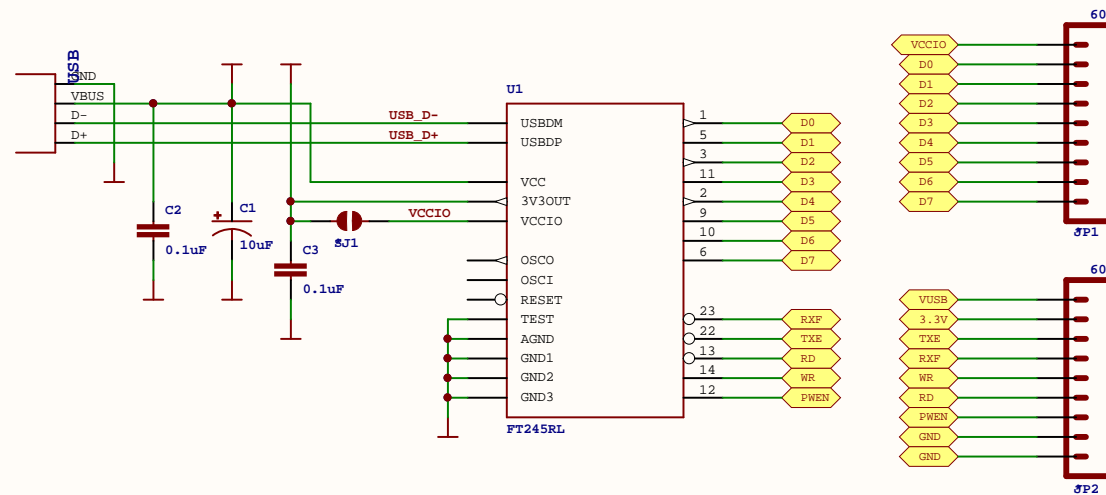 USB
GND
VBUS
D-
D+
USB_D-
USB_D+
C2
0.1uF
C1
10uF
C3
0.1uF
SJ1
VCCIO
U1
USBDM
USBDP
VCC
3V3OUT
VCCIO
OSCO
OSCI
RESET
TEST
AGND
GND1
GND2
GND3
FT245RL
1 D0
5 D1
3 D2
11 D3
2 D4
9 D5
10 D6
6 D7
23 RXF
22 TXE
13 RD
14 WR
12 PWEN
60
VCCIO
D0
D1
D2
D3
D4
D5
D6
D7
JP1
60
VUSB
3.3V
TXE
RXF
WR
RD
PWEN
GND
GND
JP2